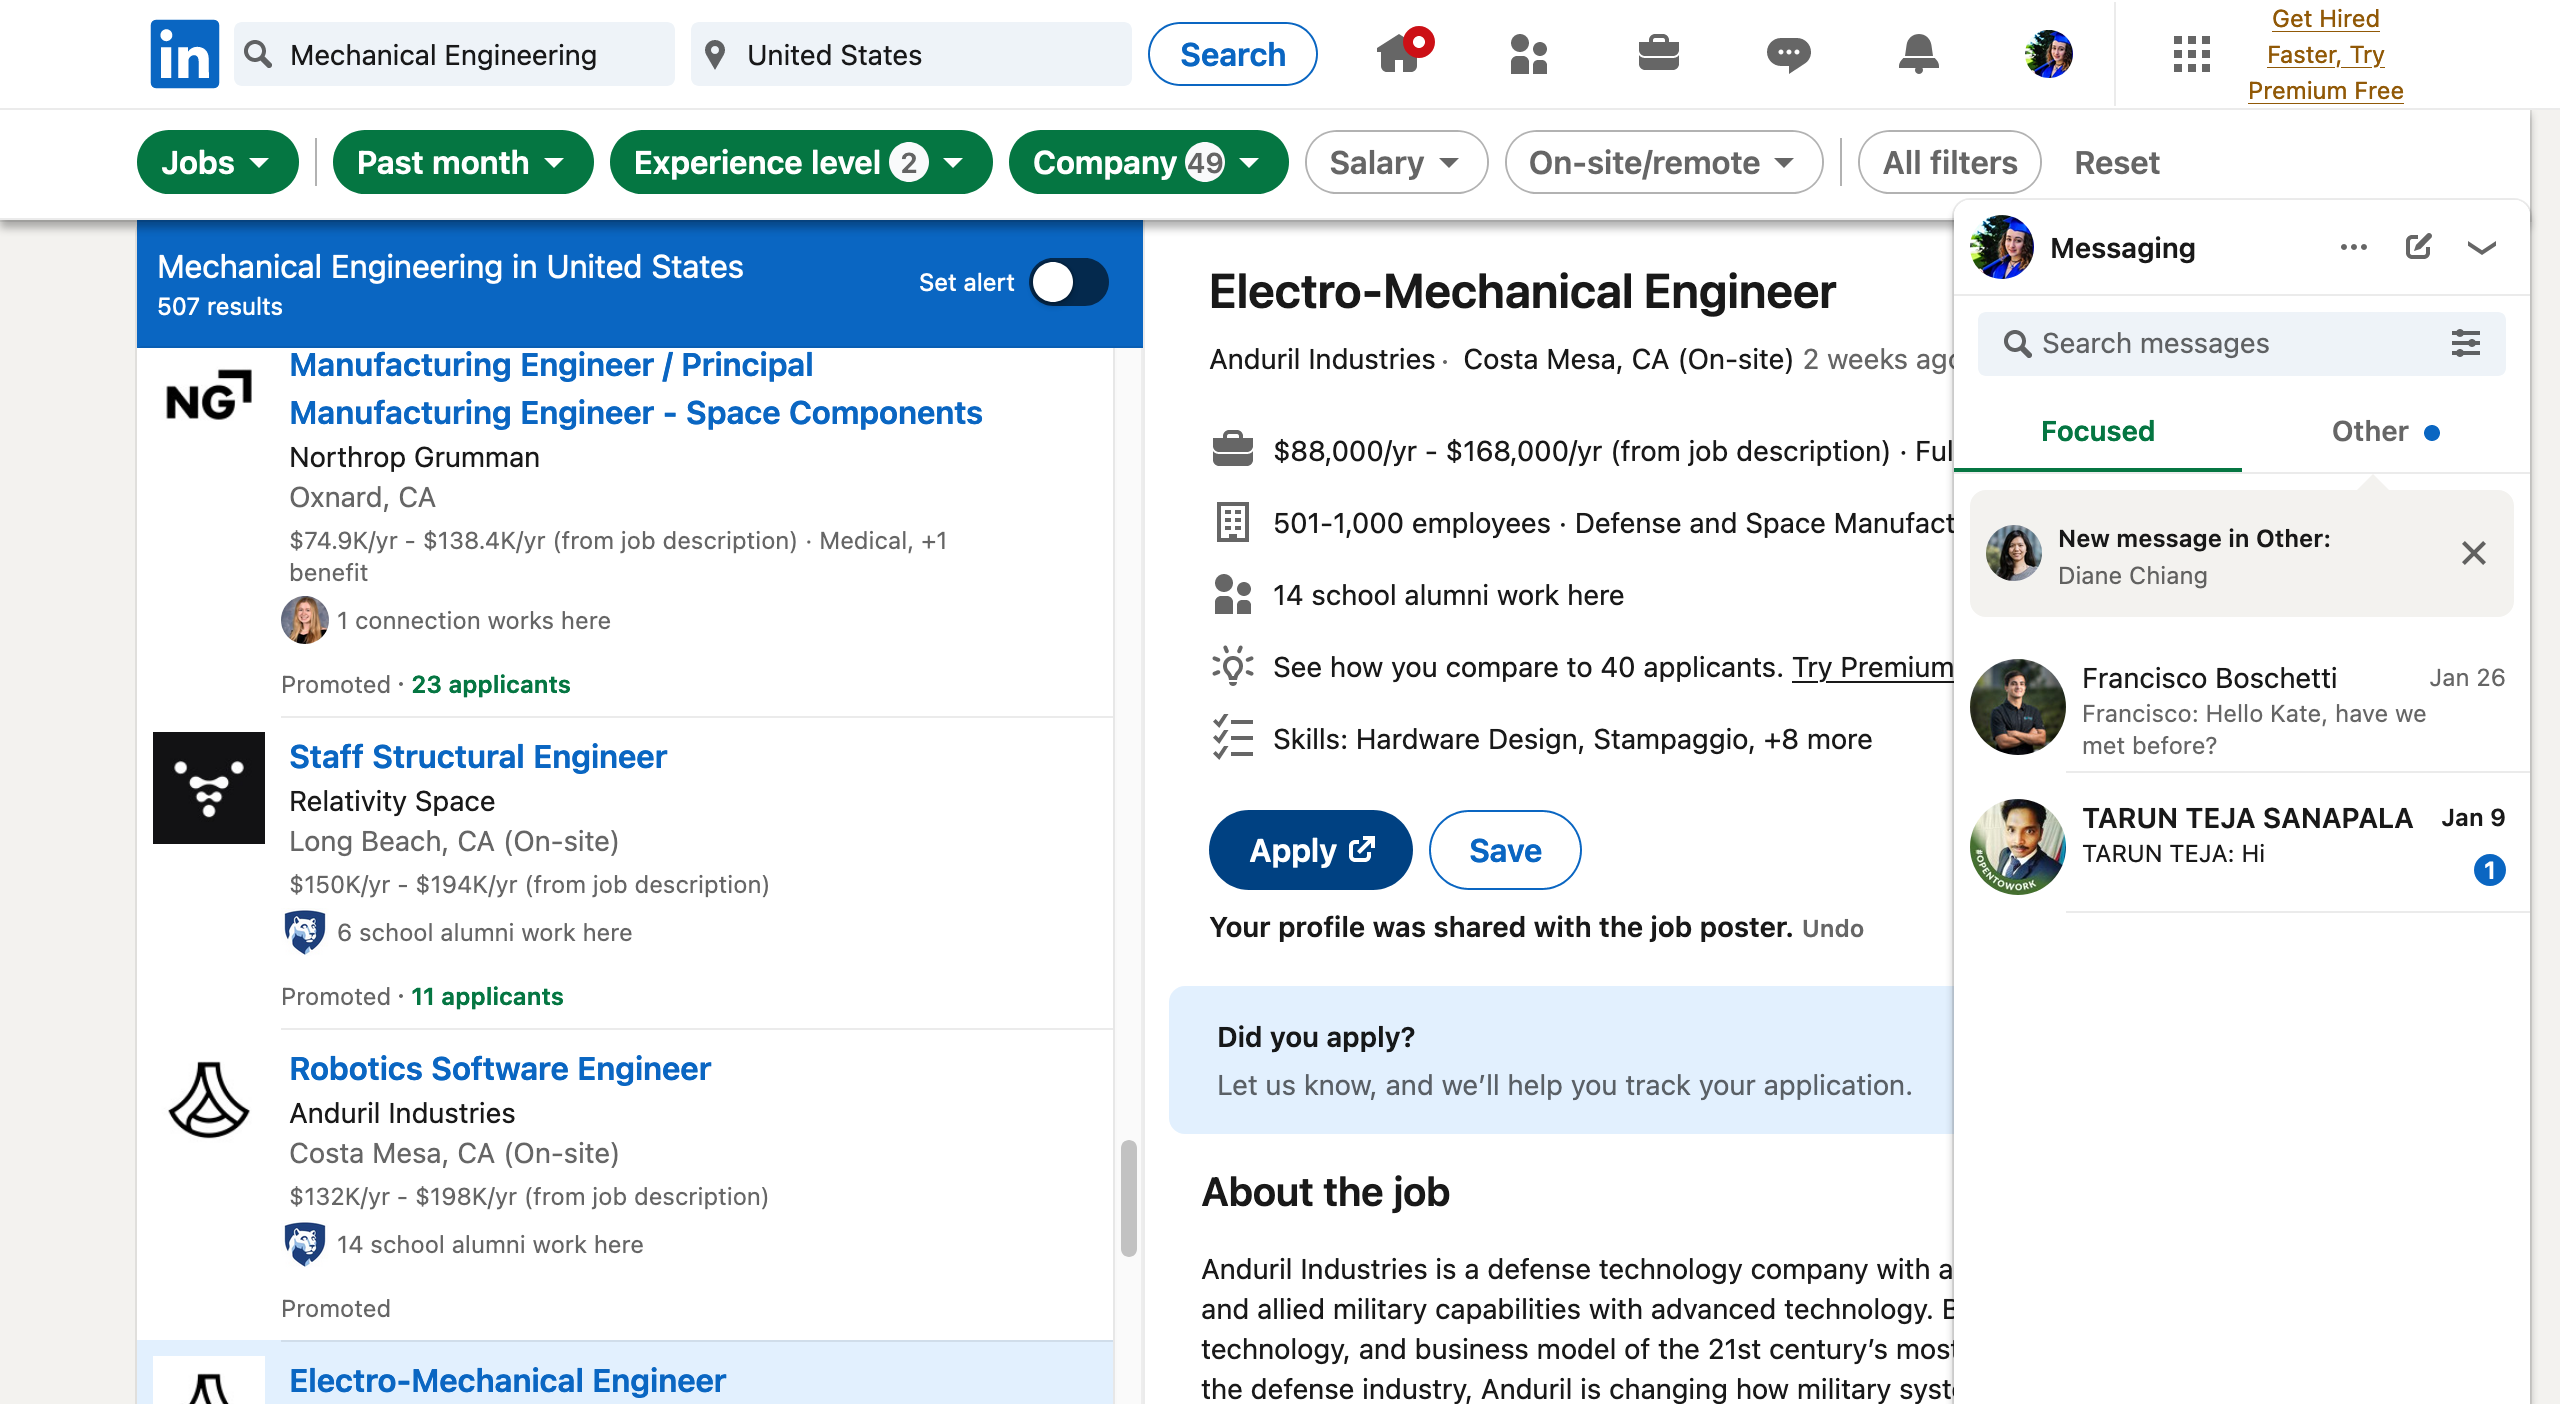 in
Mechanical Engineering
United States
Search
Get Hired
Faster, Try
Premium Free
Jobs
Past month
Experience level 2
Company 49
Salary
On-site/remote
All filters
Reset
Mechanical Engineering in United States
507 results
Set alert
NG
Manufacturing Engineer / Principal
Manufacturing Engineer - Space Components
Northrop Grumman
Oxnard, CA
$74.9K/yr - $138.4K/yr (from job description) · Medical, +1
benefit
1 connection works here
Promoted · 23 applicants
Staff Structural Engineer
Relativity Space
Long Beach, CA (On-site)
$150K/yr - $194K/yr (from job description)
6 school alumni work here
Promoted · 11 applicants
Robotics Software Engineer
Anduril Industries
Costa Mesa, CA (On-site)
$132K/yr - $198K/yr (from job description)
14 school alumni work here
Promoted
Electro-Mechanical Engineer
Electro-Mechanical Engineer
Anduril Industries · Costa Mesa, CA (On-site) 2 weeks ago
$88,000/yr - $168,000/yr (from job description) · Ful
501-1,000 employees · Defense and Space Manufact
14 school alumni work here
See how you compare to 40 applicants. Try Premium
Skills: Hardware Design, Stampaggio, +8 more
Apply
Save
Your profile was shared with the job poster. Undo
Did you apply?
Let us know, and we’ll help you track your application.
About the job
Anduril Industries is a defense technology company with a
and allied military capabilities with advanced technology. B
technology, and business model of the 21st century’s most
the defense industry, Anduril is changing how military syst
Messaging
Search messages
Focused
Other
New message in Other:
Diane Chiang
Francisco Boschetti
Jan 26
Francisco: Hello Kate, have we
met before?
TARUN TEJA SANAPALA
Jan 9
TARUN TEJA: Hi
1
#OPENTOWORK